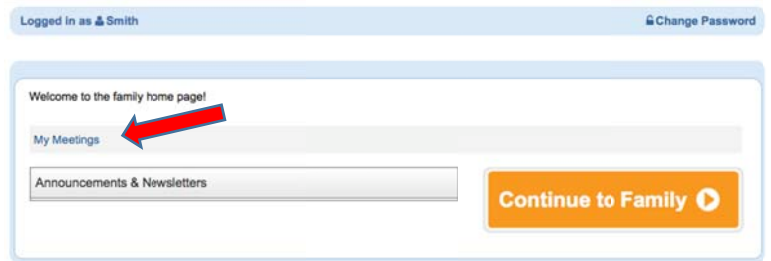 Logged in as Smith
Change Password
Welcome to the family home page!
My Meetings
Announcements & Newsletters
Continue to Family